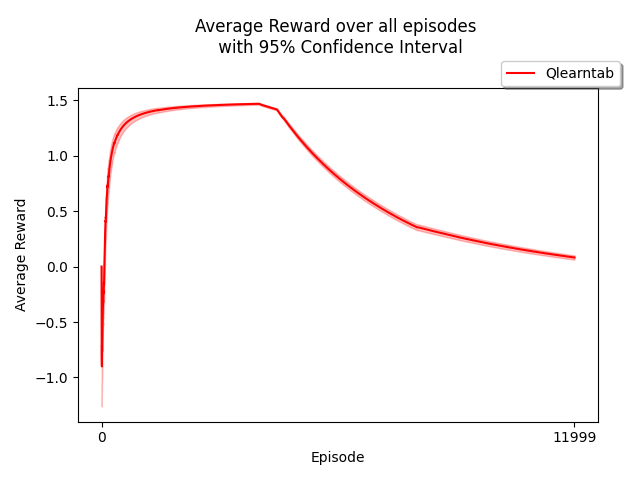 Average Reward over all episodes
with 95% Confidence Interval
Qlearntab
1.5
1.0
0.5
0.0
−0.5
−1.0
Average Reward
0
11999
Episode